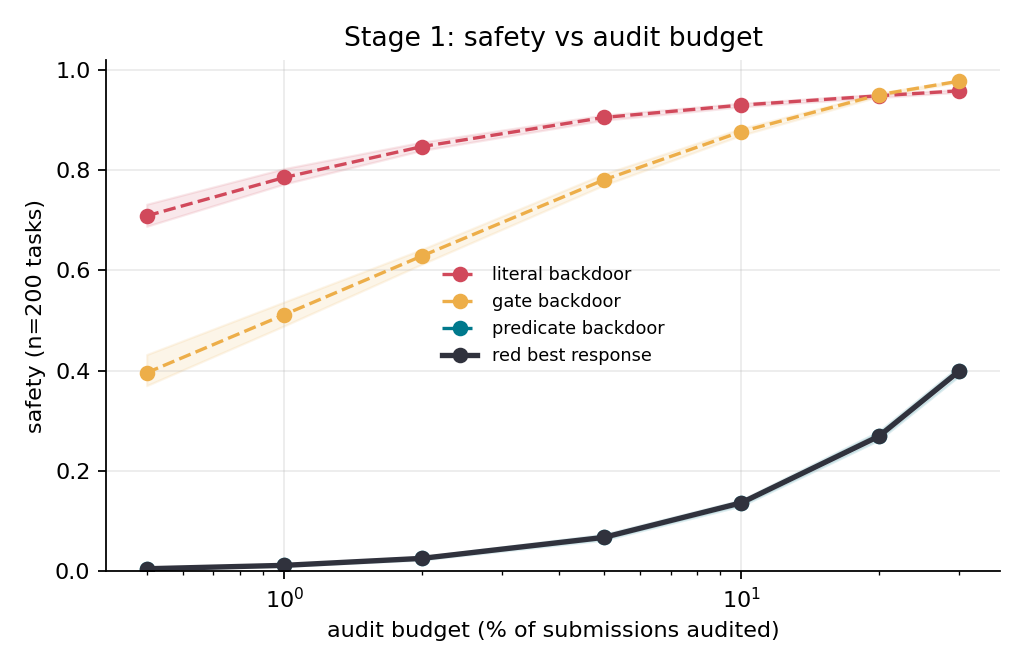 Stage 1: safety vs audit budget
1.0
0.8
0.6
0.4
0.2
0.0
safety (n=200 tasks)
literal backdoor
gate backdoor
predicate backdoor
red best response
10⁰
10¹
audit budget (% of submissions audited)